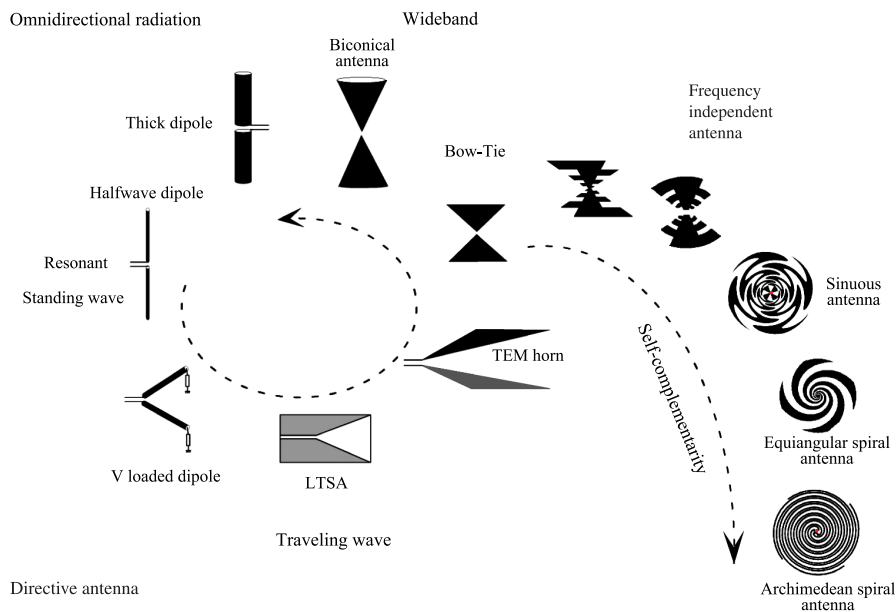 Omnidirectional radiation
Wideband
Biconical
antenna
Thick dipole
Frequency
independent
antenna
Bow-Tie
Halfwave dipole
Resonant
Standing wave
Sinuous
antenna
TEM horn
Self-complementarity
Equiangular spiral
antenna
V loaded dipole
LTSA
Traveling wave
Directive antenna
Archimedean spiral
antenna